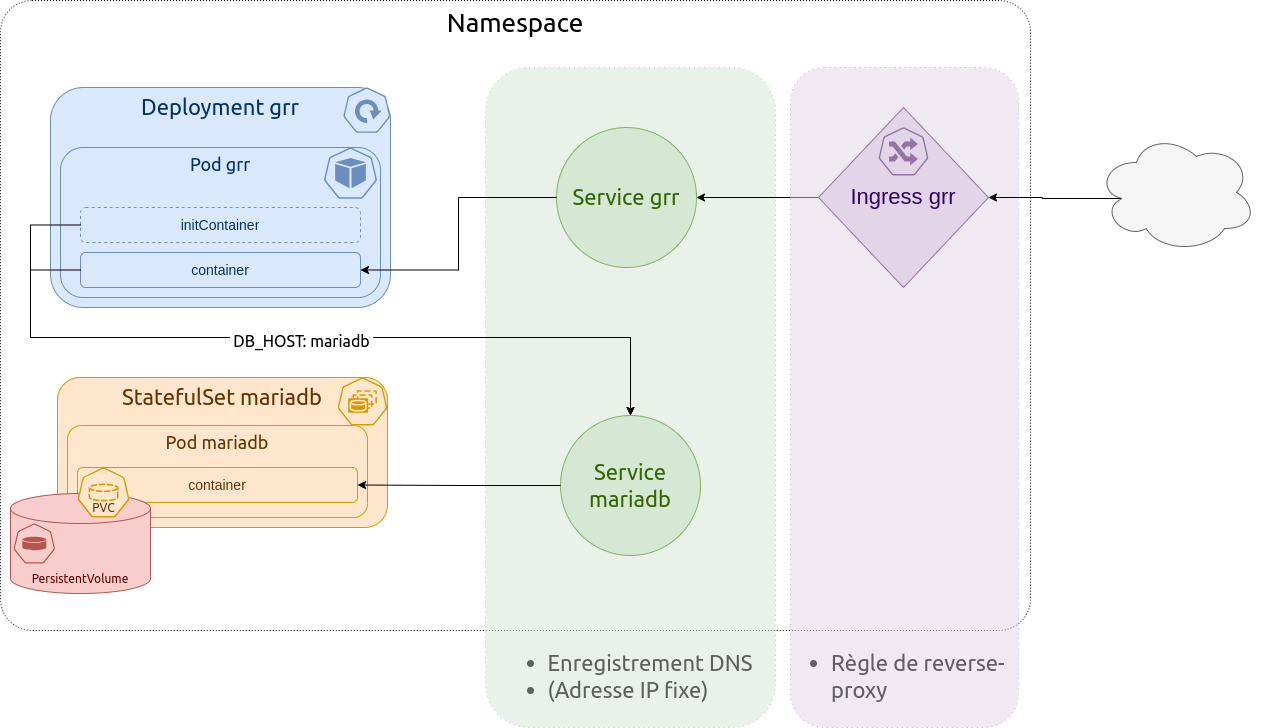 Namespace
Deployment grr
Pod grr
initContainer
container
Service grr
Ingress grr
DB_HOST: mariadb
StatefulSet mariadb
Pod mariadb
container
PVC
PersistentVolume
Service
mariadb
• Enregistrement DNS
• (Adresse IP fixe)
• Règle de reverse-
proxy